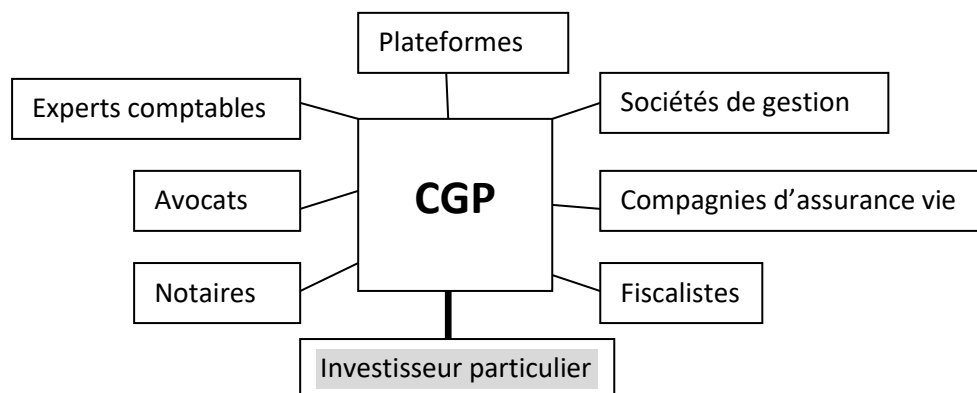 Plateformes
Experts comptables
Sociétés de gestion
CGP
Avocats
Compagnies d’assurance vie
Notaires
Fiscalistes
Investisseur particulier